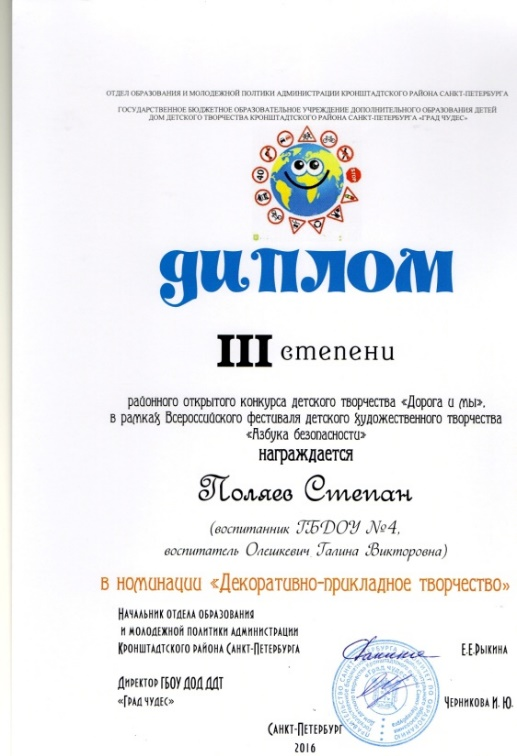 ОТДЕЛ ОБРАЗОВАНИЯ И МОЛОДЕЖНОЙ ПОЛТИКИ АДМИНИСТРАЦИИ КРОНШТАДТСКОГО РАЙОНА САНКТ-ПЕТЕРБУРГА
ГОСУДАРСТВЕННОЕ БЮДЖЕТНОЕ ОБРАЗОВАТЕЛЬНОЕ УЧРЕЖДЕНИЕ ДОПОЛНИТЕЛЬНОГО ОБРАЗОВАНИЯ ДЕТЕЙ
ДОМ ДЕТСКОГО ТВОРЧЕСТВА КРОНШТАДТСКОГО РАЙОНА САНКТ-ПЕТЕРБУРГА «ГРАД ЧУДЕС»
диплом
III степени
районного открытого конкурса детского творчества «Дорога и мы»,
в рамках Всероссийского фестиваля детского художественного творчества
«Азбука безопасности»
награждается
Поляев Степан
(воспитанник ГБДОУ №4,
воспитатель Олешкевич Галина Викторовна)
в номинации «Декоративно-прикладное творчество»
НАЧАЛЬНИК ОТДЕЛА ОБРАЗОВАНИЯ
И МОЛОДЕЖНОЙ ПОЛИТИКИ АДМИНИСТРАЦИИ
КРОНШТАДТСКОГО РАЙОНА САНКТ-ПЕТЕРБУРГА
Е.Е.РЫКИНА
ДИРЕКТОР ГБОУ ДОД ДДТ
«ГРАД ЧУДЕС»
ЧЕРНИКОВА И. Ю.
«ГРАД ЧУДЕС»
САНКТ-ПЕТЕРБУРГ
2016